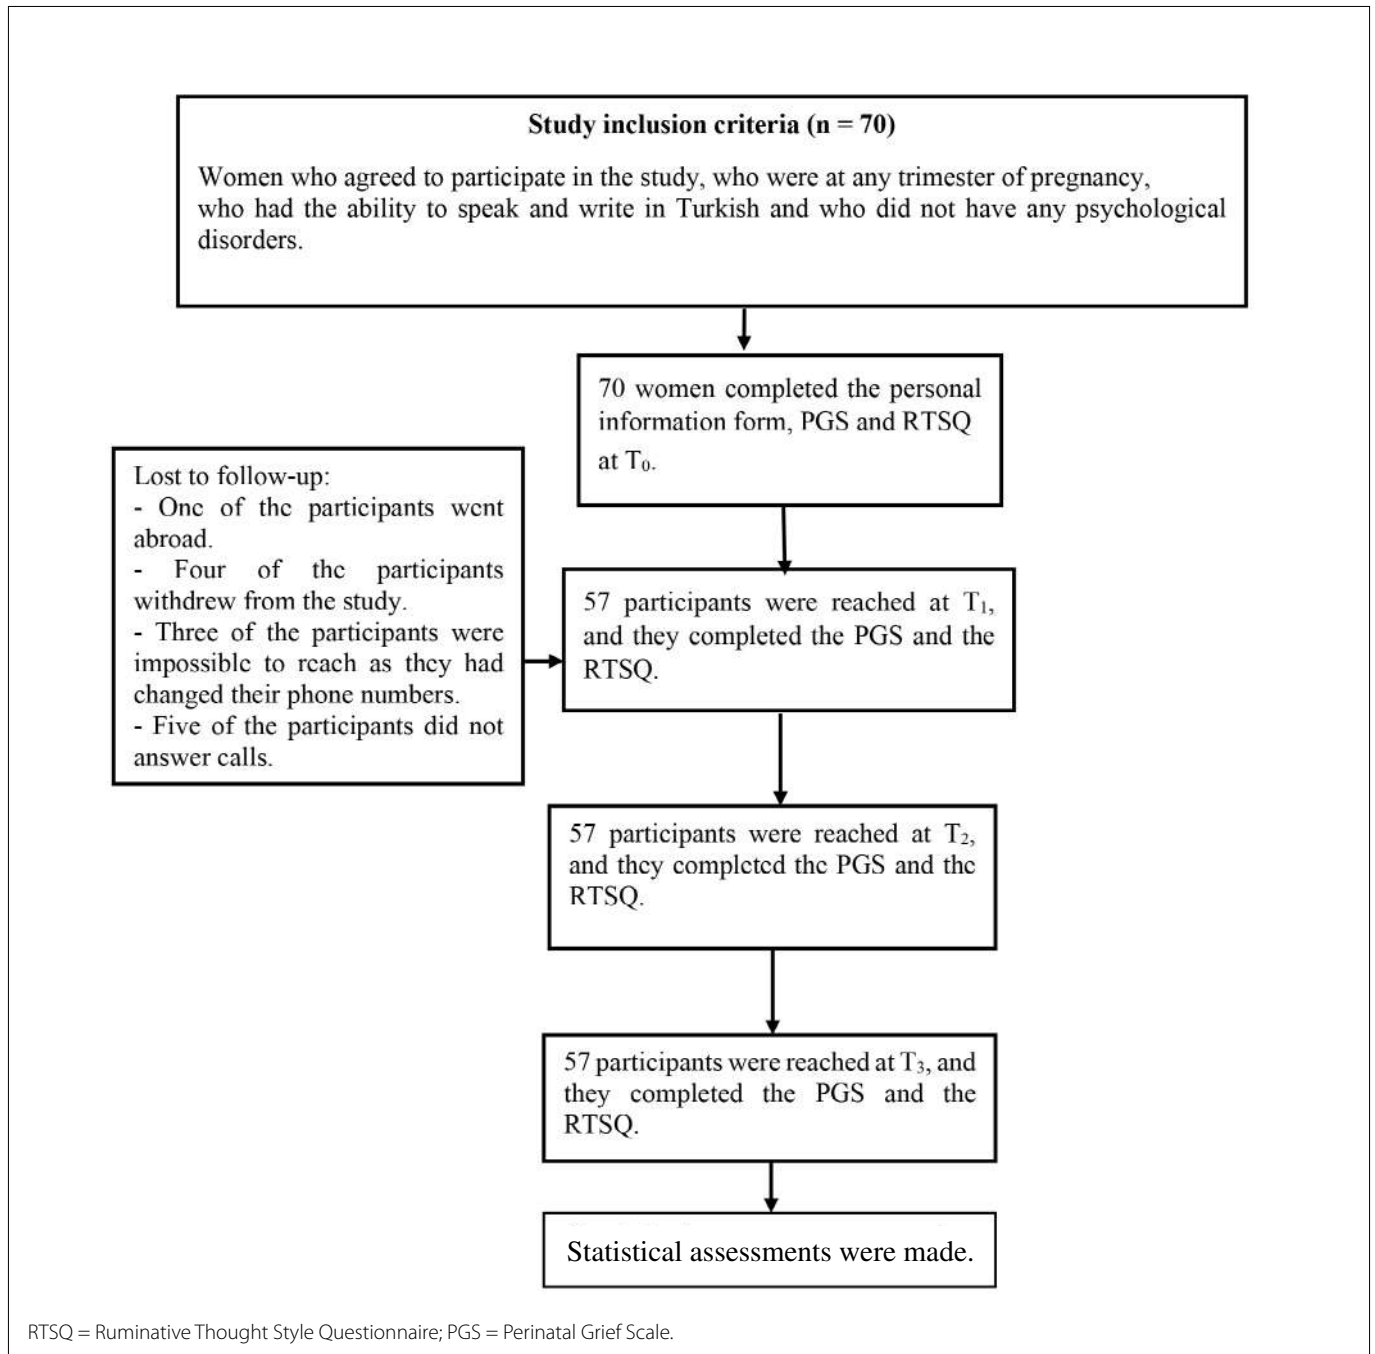 Study inclusion criteria (n = 70)
Women who agreed to participate in the study, who were at any trimester of pregnancy,
who had the ability to speak and write in Turkish and who did not have any psychological
disorders.
70 women completed the personal
information form, PGS and RTSQ
at T₀.
Lost to follow-up:
- One of the participants went
abroad.
- Four of the participants
withdrew from the study.
- Three of the participants were
impossible to reach as they had
changed their phone numbers.
- Five of the participants did not
answer calls.
57 participants were reached at T₁,
and they completed the PGS and the
RTSQ.
57 participants were reached at T₂,
and they completed the PGS and the
RTSQ.
57 participants were reached at T₃, and
they completed the PGS and the
RTSQ.
Statistical assessments were made.
RTSQ = Ruminative Thought Style Questionnaire; PGS = Perinatal Grief Scale.